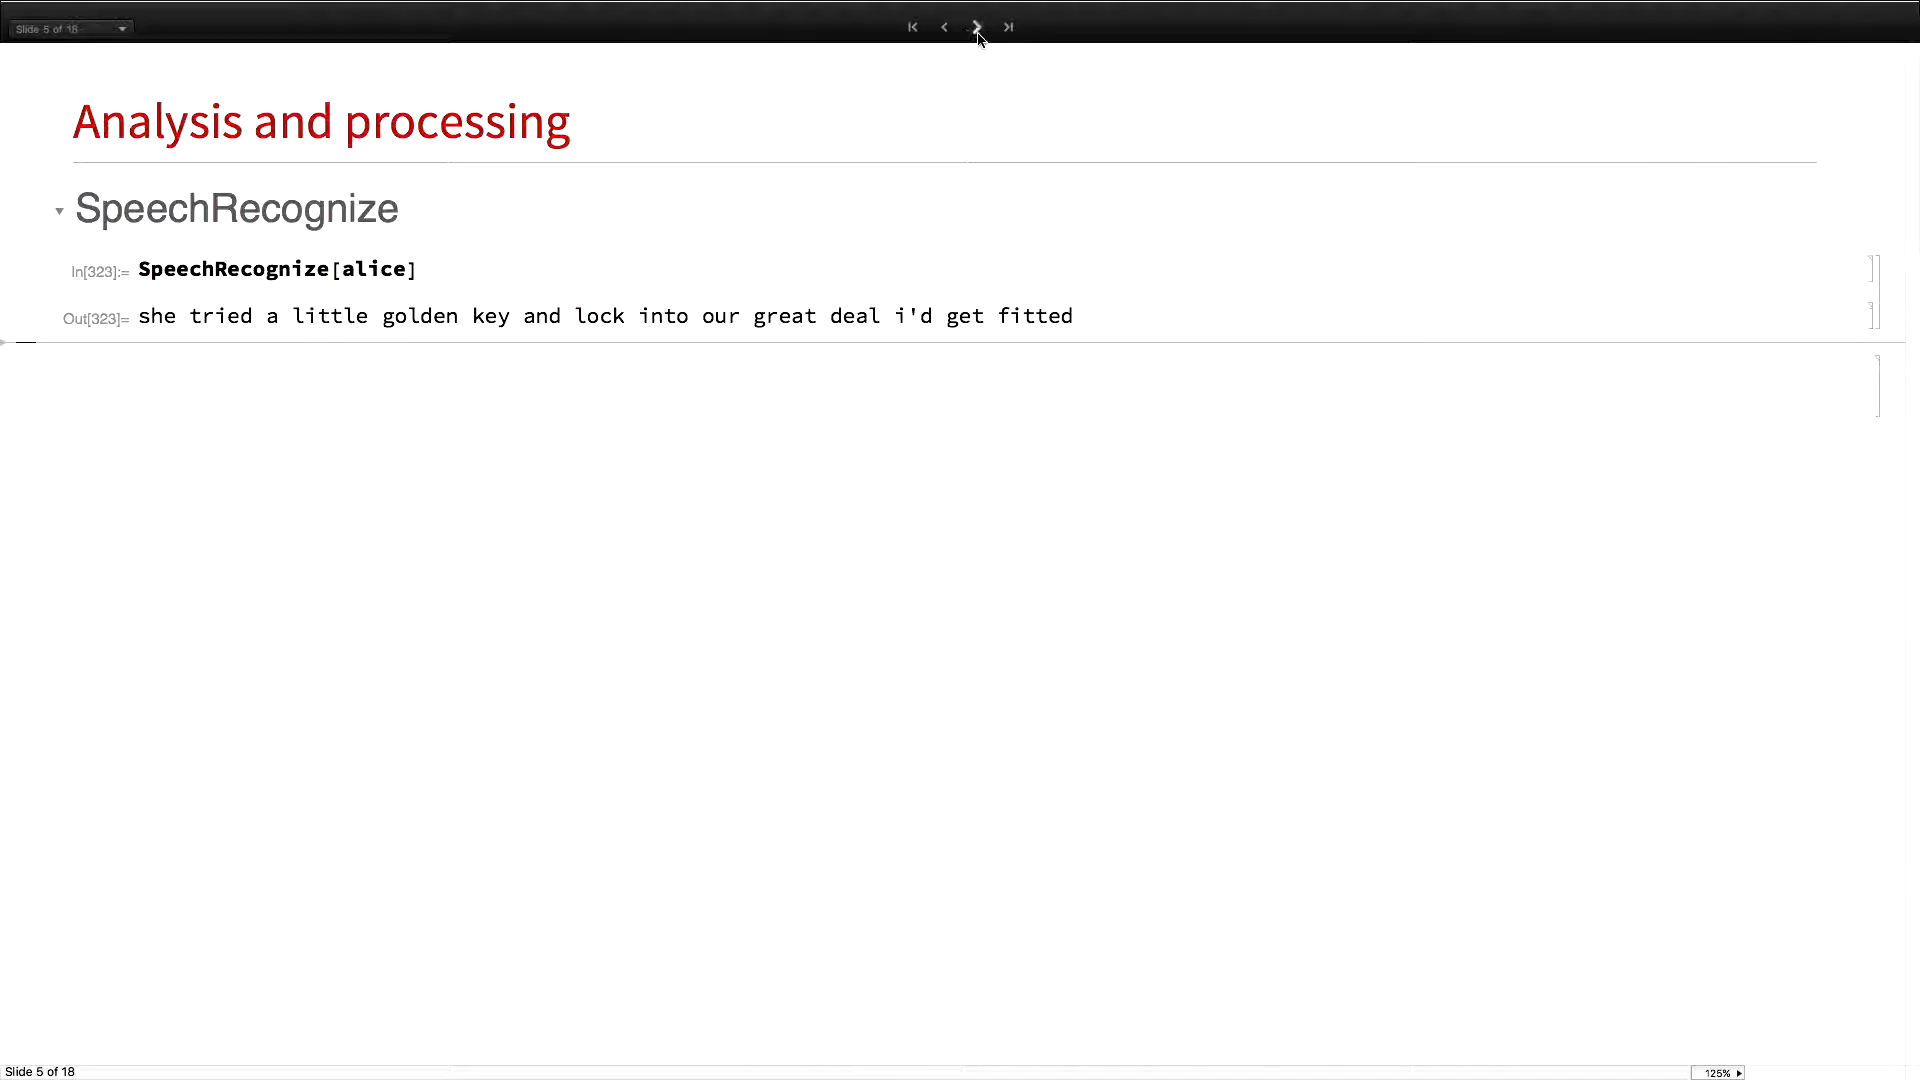 Slide 5 of 18
Analysis and processing
SpeechRecognize
In[323]:= SpeechRecognize[alice]
Out[323]= she tried a little golden key and lock into our great deal i'd get fitted
Slide 5 of 18
125%